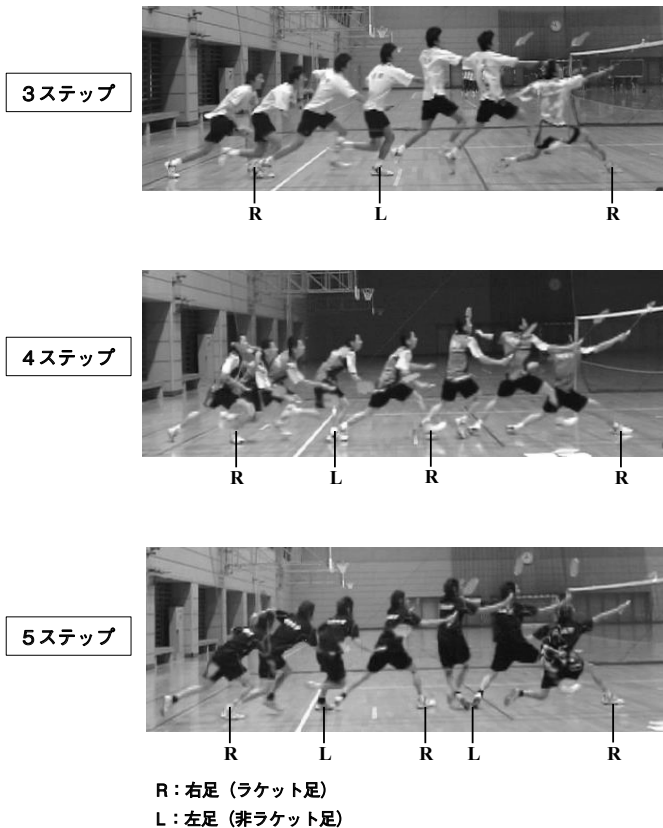 3ステップ
R L R
4ステップ
R L R R
5ステップ
R L R L R
R：右足（ラケット足）
L：左足（非ラケット足）